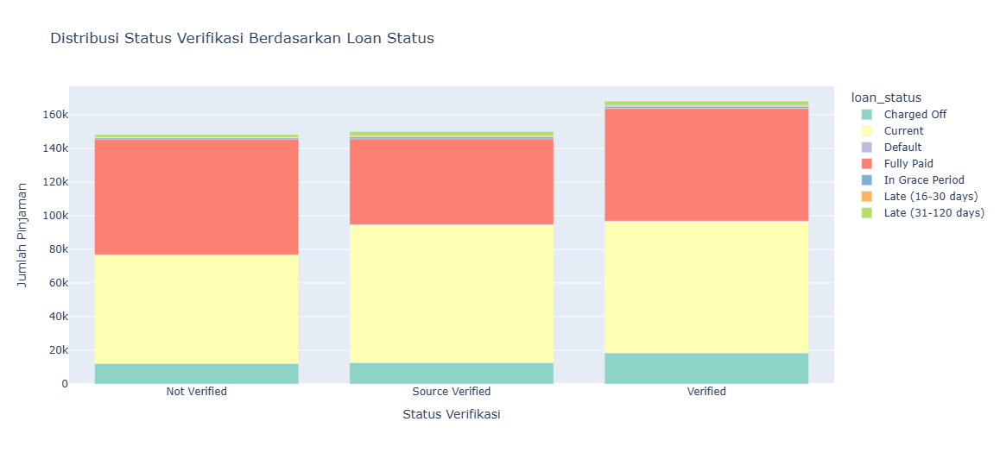 Distribusi Status Verifikasi Berdasarkan Loan Status
160k
140k
120k
100k
80k
60k
40k
20k
0
Jumlah Pinjaman
Not Verified
Source Verified
Verified
Status Verifikasi
loan_status
Charged Off
Current
Default
Fully Paid
In Grace Period
Late (16-30 days)
Late (31-120 days)